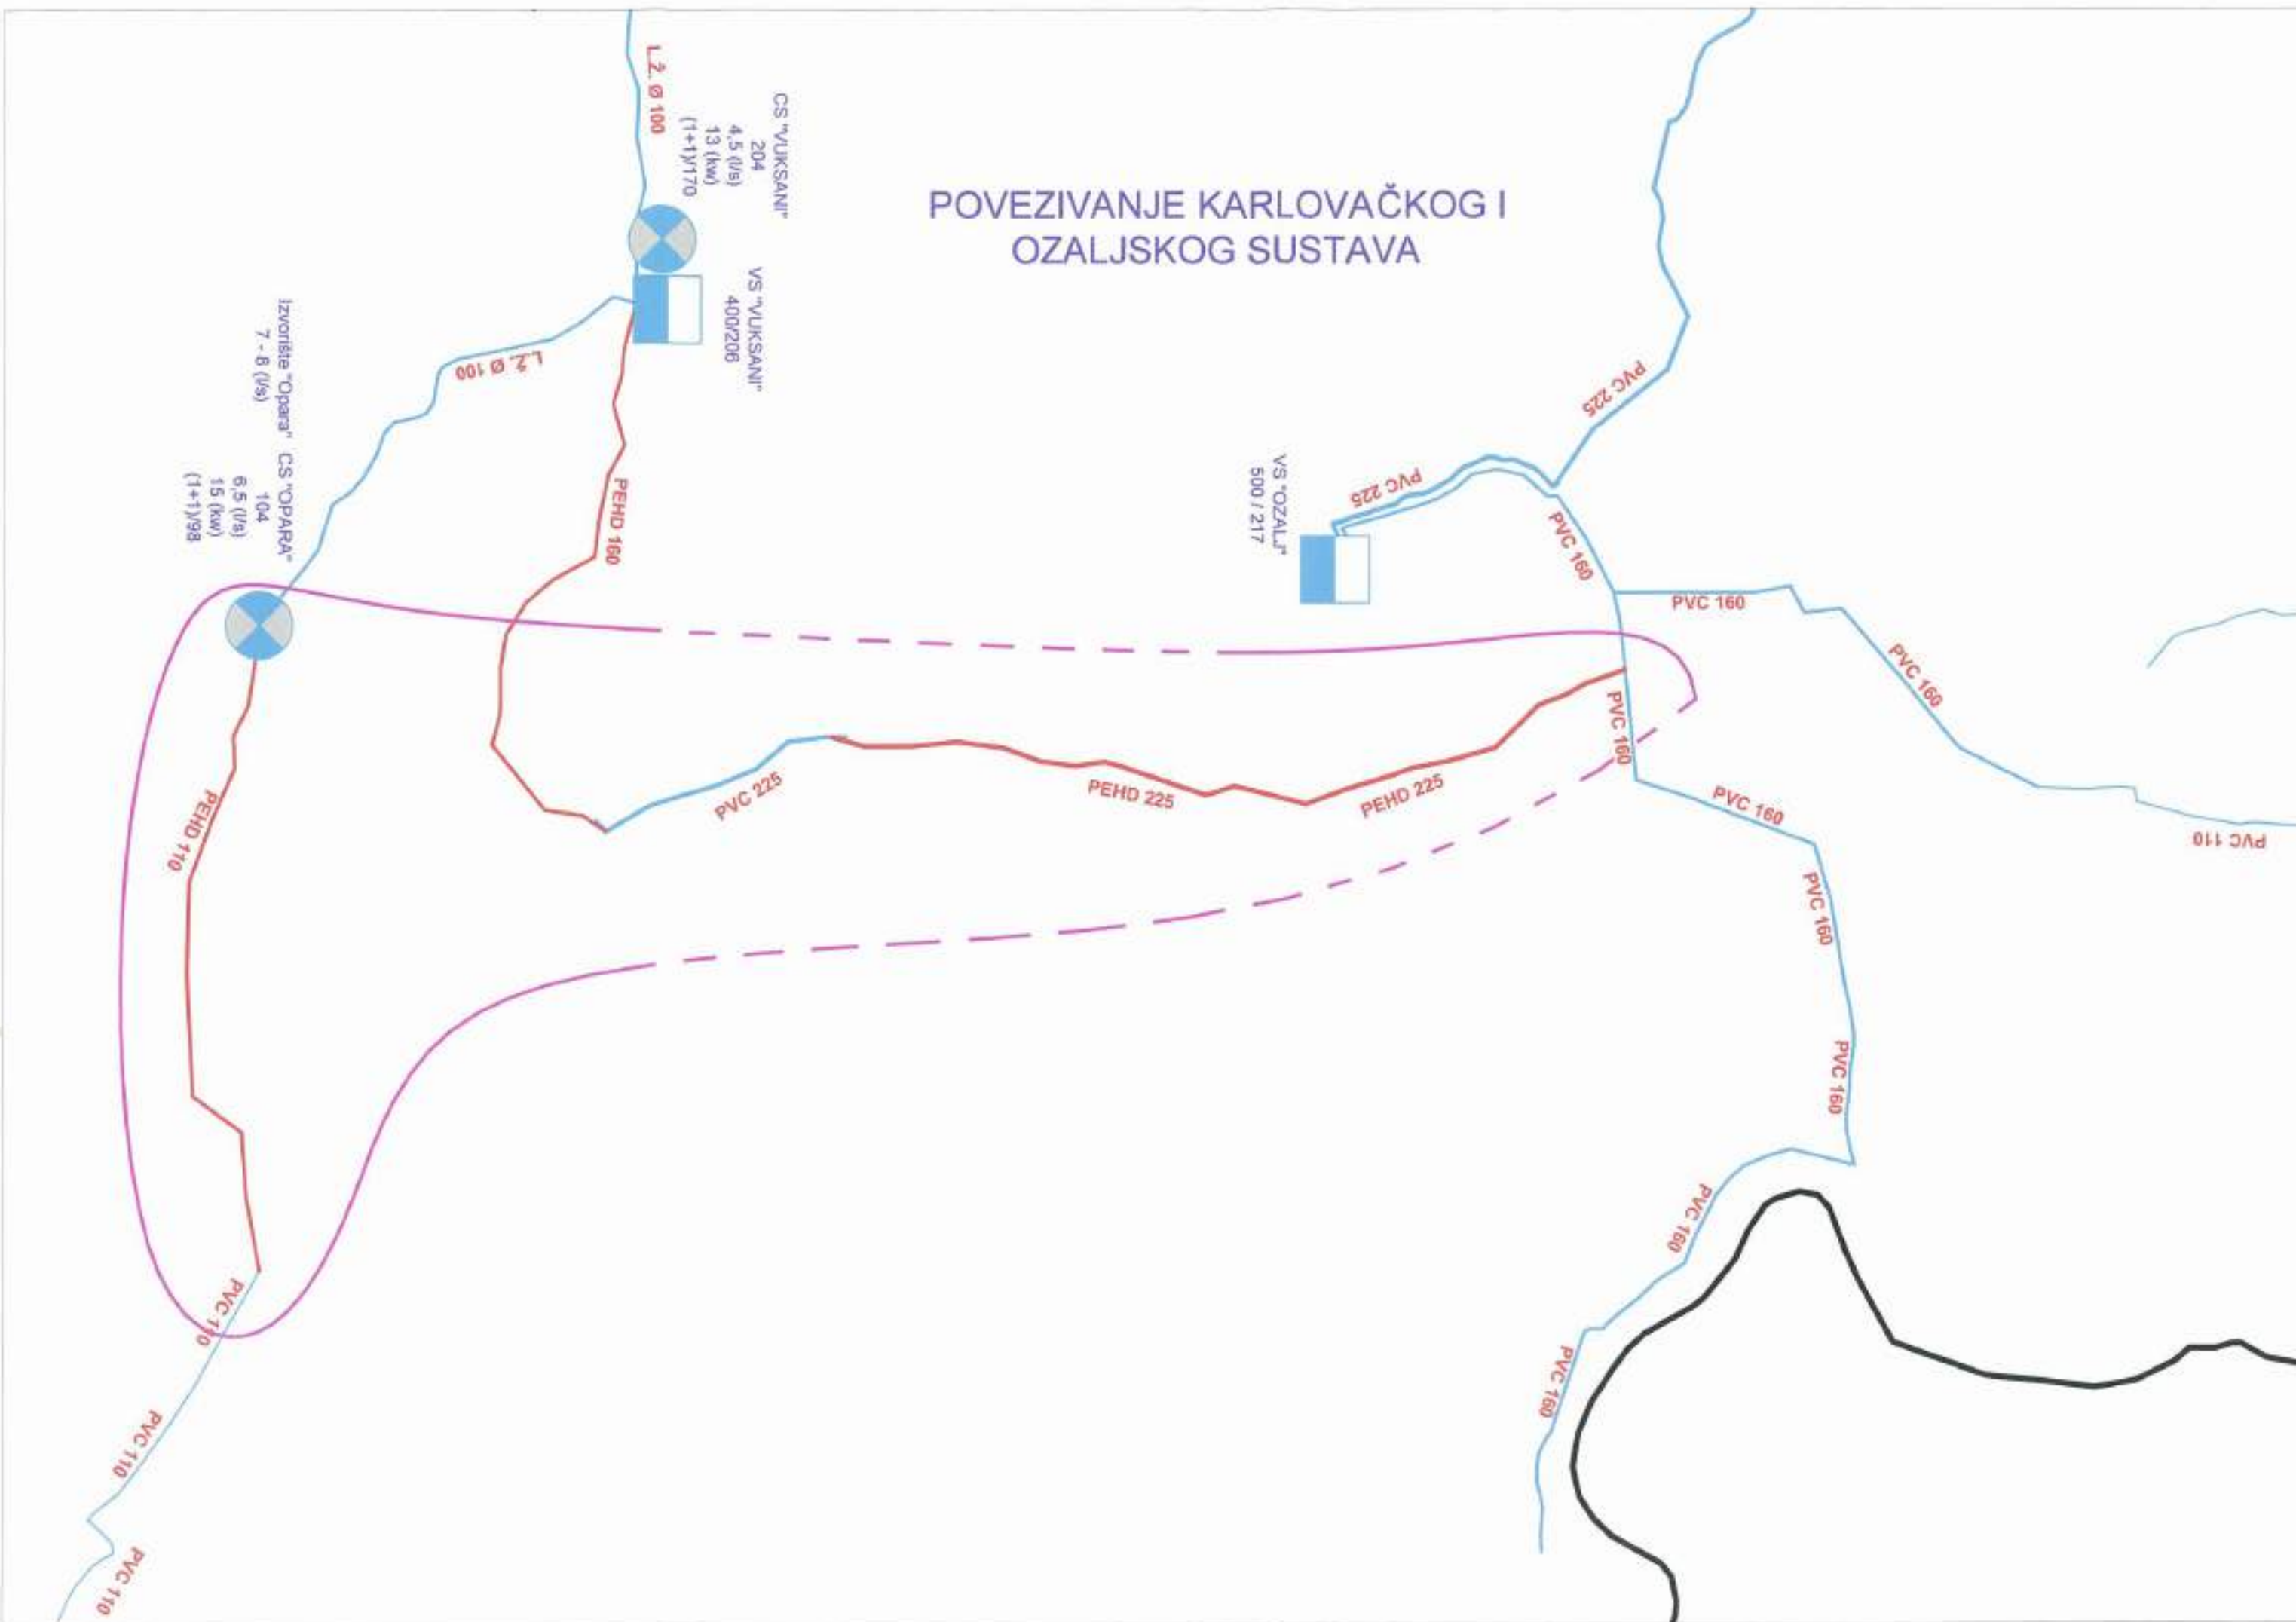 POVEZIVANJE KARLOVAČKOG I
OZALJSKOG SUSTAVA
L.Ž. Ø 100
CS "VUKSANI"
204
4,5 (l/s)
13 (kw)
(1+1)/170
VS "VUKSANI"
400/206
L.Ž. Ø 100
Izvorište "Opara"
7 - 8 (l/s)
CS "OPARA"
104
6,5 (l/s)
15 (kw)
(1+1)/98
PEHD 160
PVC 225
PVC 225
VS "OZALJ"
500 / 217
PVC 160
PVC 160
PVC 160
PVC 160
PVC 225
PEHD 225
PEHD 225
PVC 160
PVC 110
PEHD 110
PVC 160
PVC 160
PVC 160
PVC 110
PVC 160
PVC 110
PVC 110